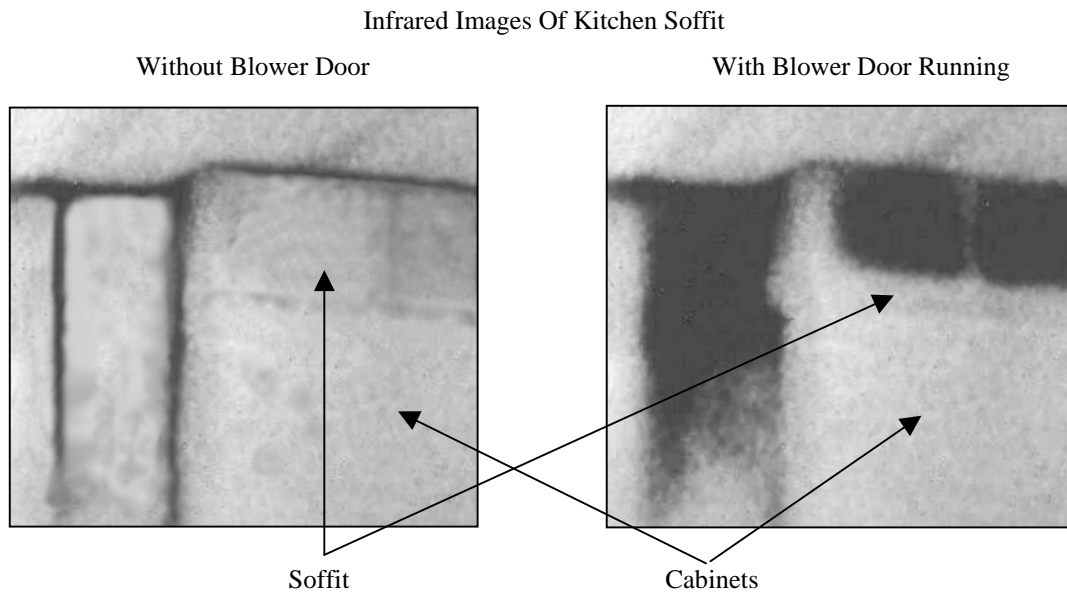 Infrared Images Of Kitchen Soffit
Without Blower Door
With Blower Door Running
Soffit
Cabinets